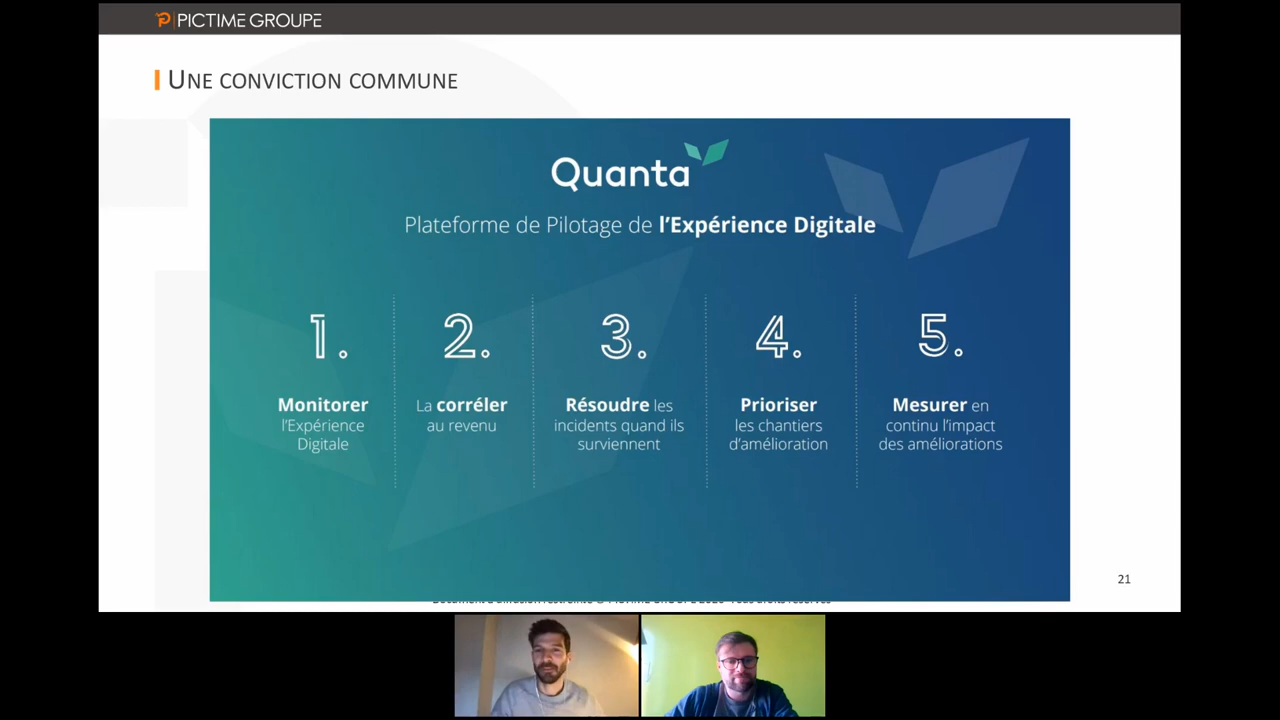 PICTIME GROUPE
UNE CONVICTION COMMUNE
Quanta
Plateforme de Pilotage de l'Expérience Digitale
1.
Monitorer
l'Expérience
Digitale
2.
La corréler
au revenu
3.
Résoudre les
incidents quand ils
surviennent
4.
Prioriser
les chantiers
d'amélioration
5.
Mesurer en
continu l'impact
des améliorations
21